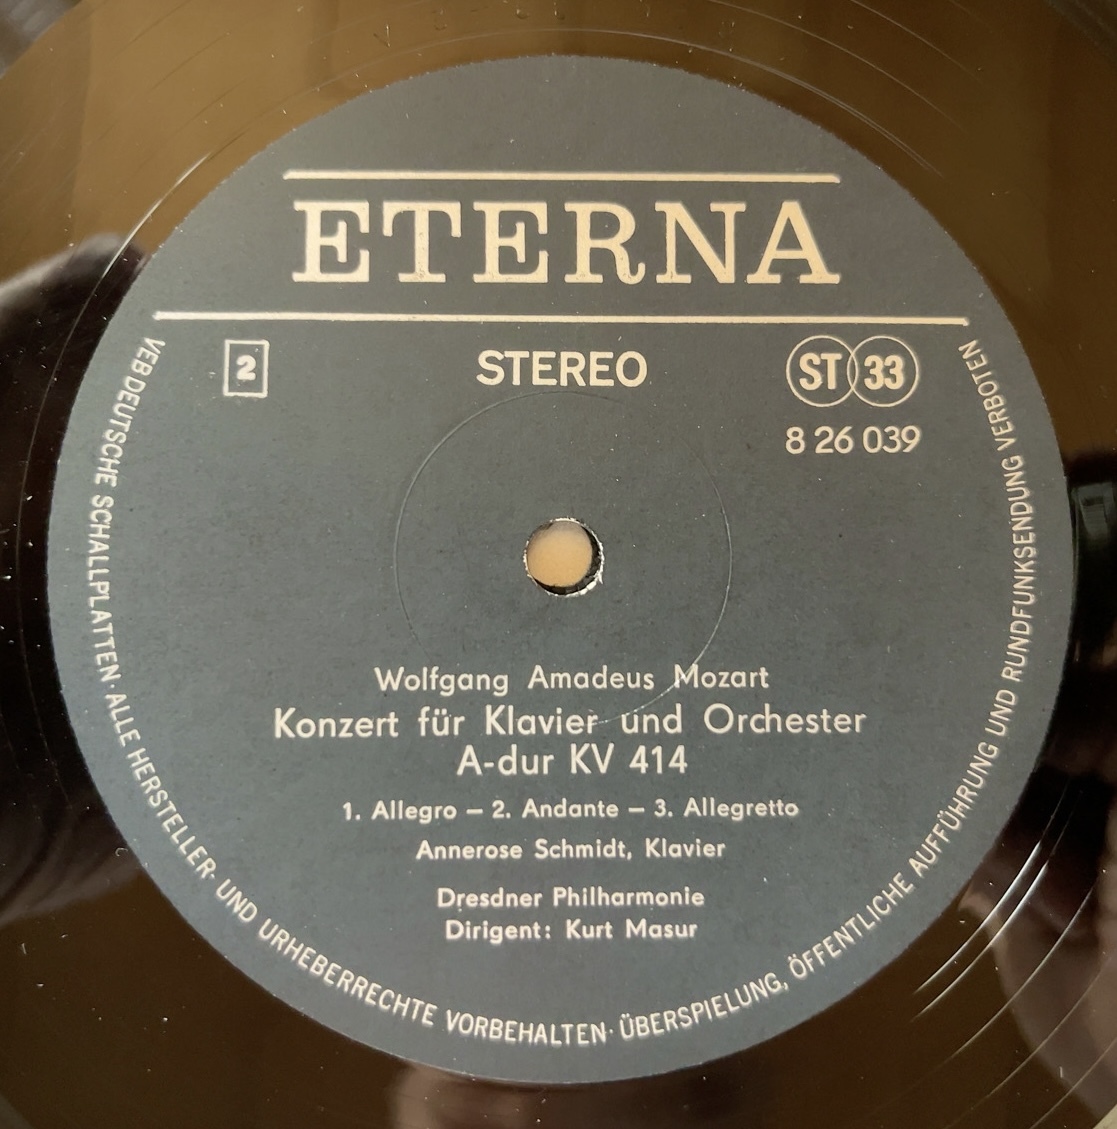 ETERNA
2
STEREO
ST 33
8 26 039
Wolfgang Amadeus Mozart
Konzert für Klavier und Orchester
A-dur KV 414
1. Allegro – 2. Andante – 3. Allegretto
Annerose Schmidt, Klavier
Dresdner Philharmonie
Dirigent: Kurt Masur
VEB DEUTSCHE SCHALLPLATTEN · ALLE HERSTELLER- UND URHEBERRECHTE VORBEHALTEN · ÜBERSPIELUNG, ÖFFENTLICHE AUFFÜHRUNG UND RUNDFUNKSENDUNG VERBOTEN